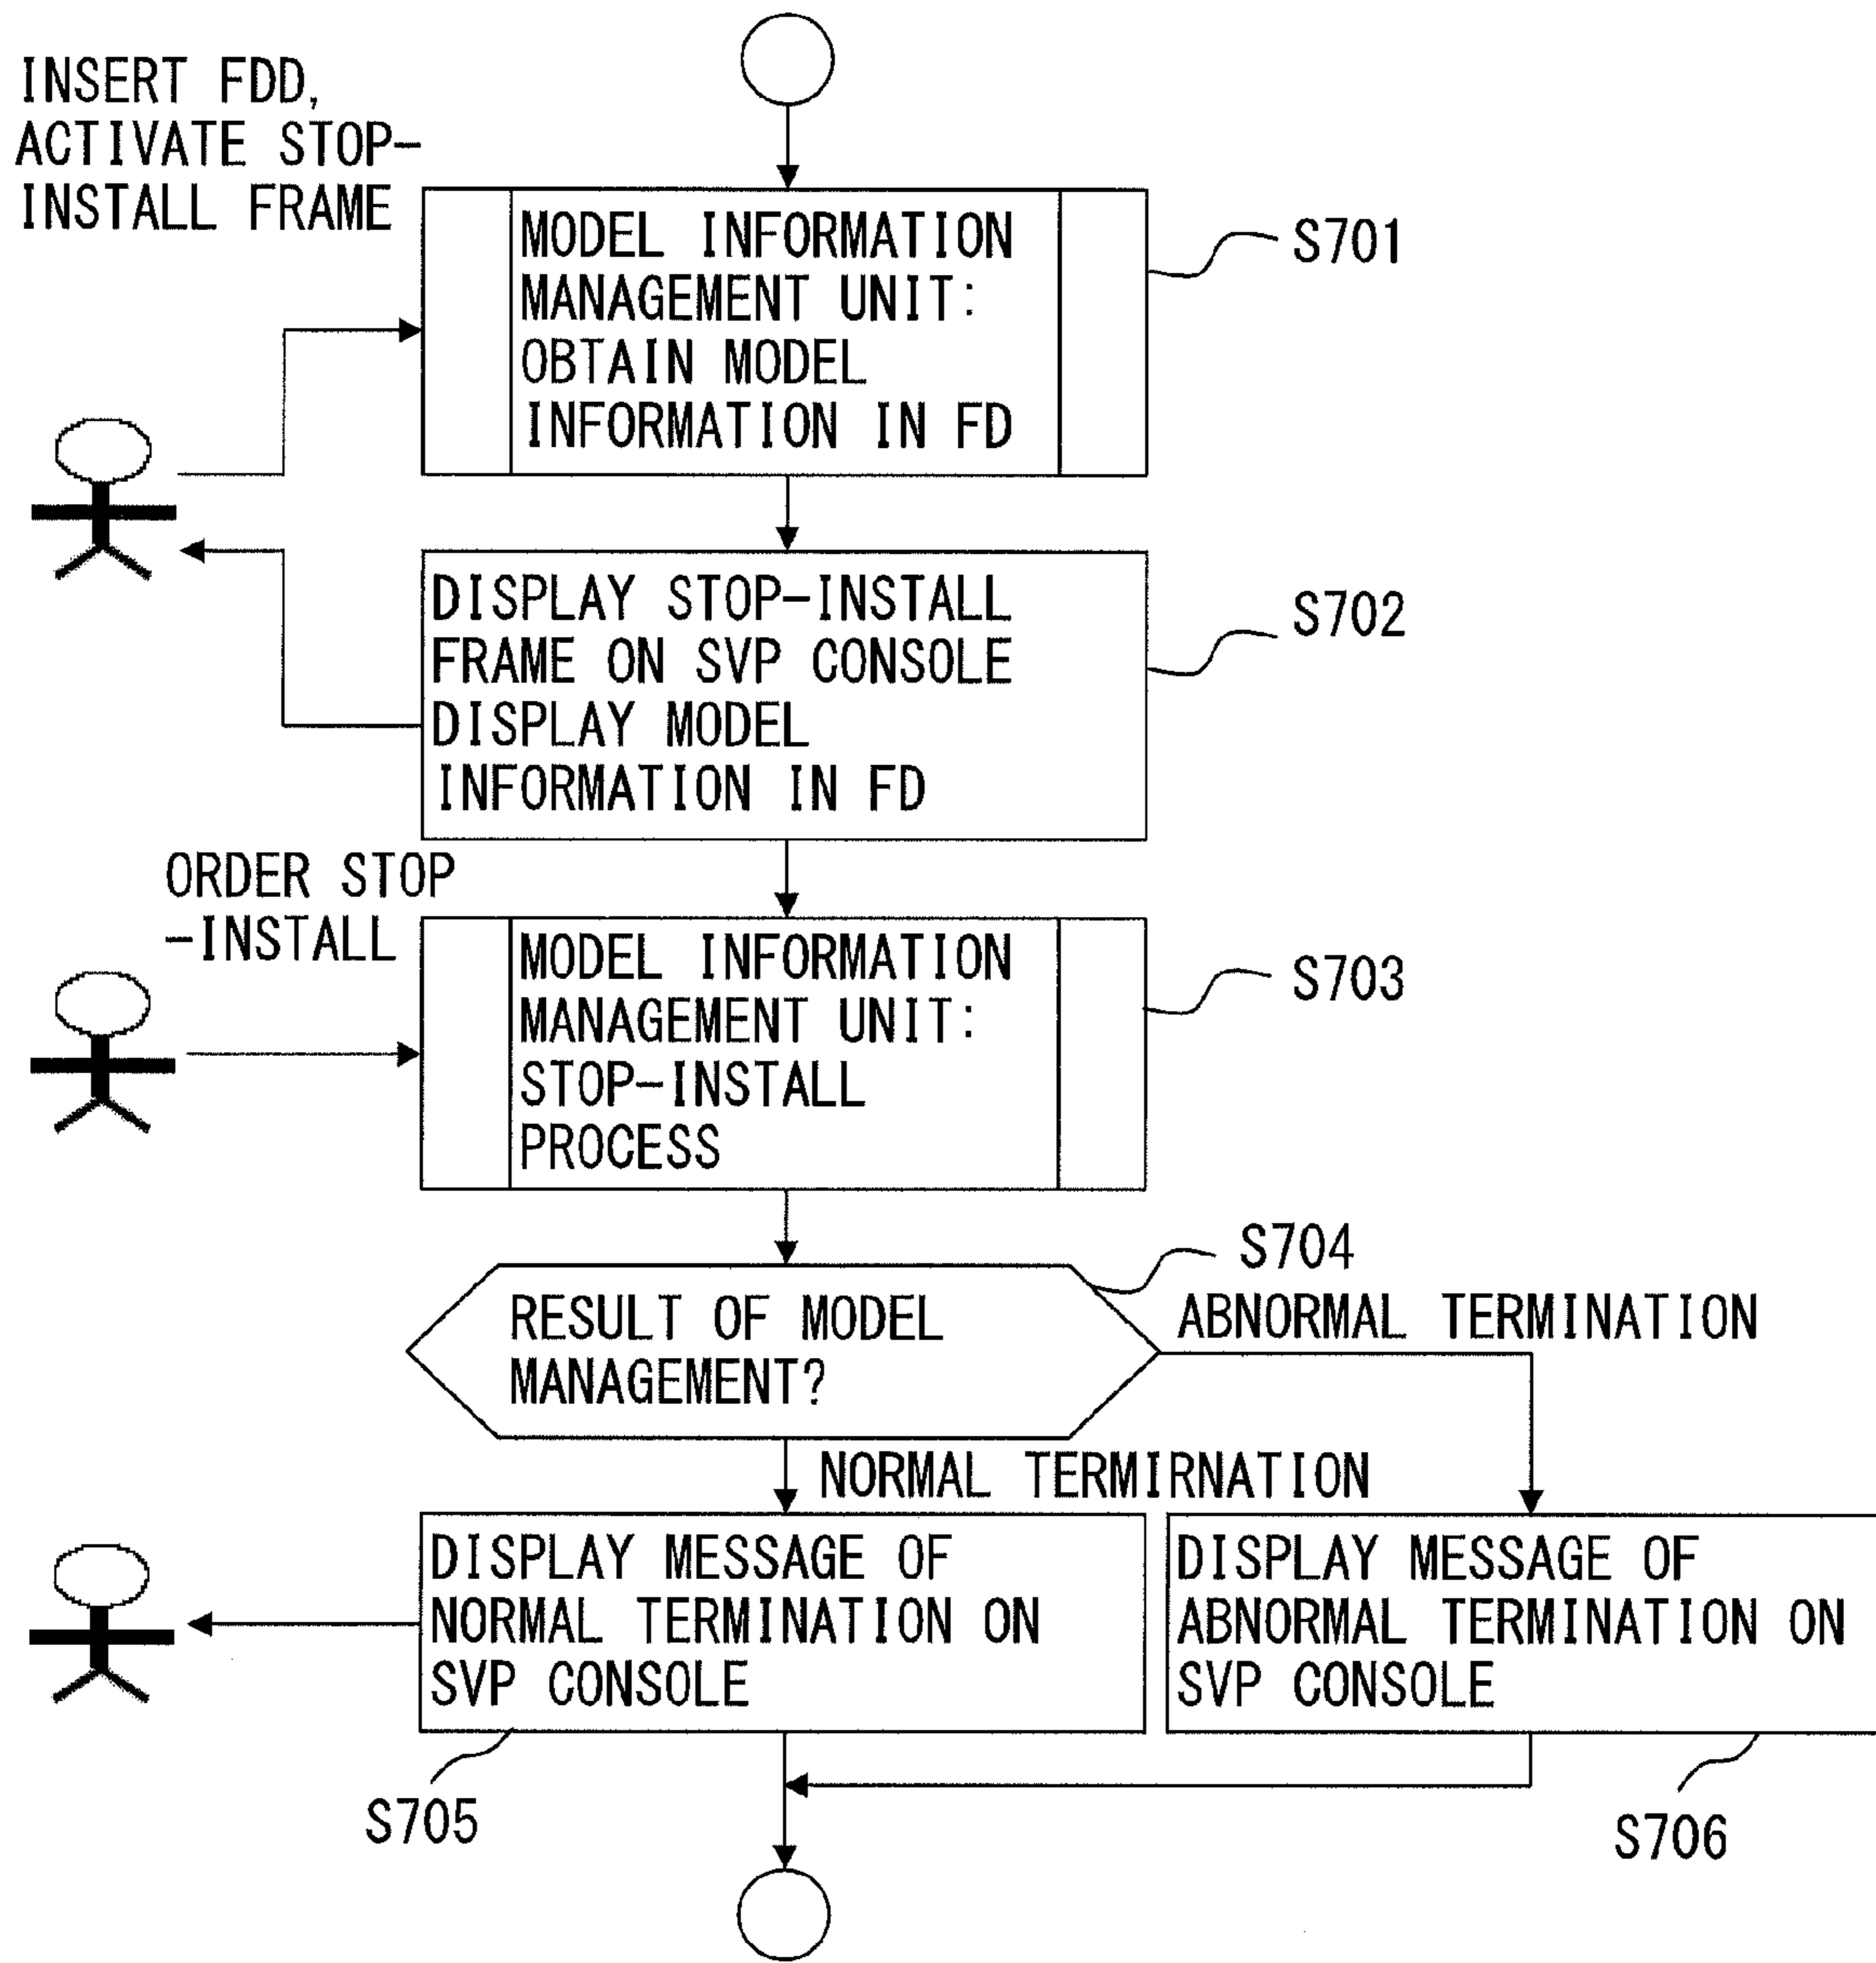 INSERT FDD,
ACTIVATE STOP-
INSTALL FRAME
MODEL INFORMATION
MANAGEMENT UNIT:
OBTAIN MODEL
INFORMATION IN FD
S701
DISPLAY STOP-INSTALL
FRAME ON SVP CONSOLE
DISPLAY MODEL
INFORMATION IN FD
S702
ORDER STOP
-INSTALL
MODEL INFORMATION
MANAGEMENT UNIT:
STOP-INSTALL
PROCESS
S703
RESULT OF MODEL
MANAGEMENT?
S704
ABNORMAL TERMINATION
NORMAL TERMIRNATION
DISPLAY MESSAGE OF
NORMAL TERMINATION ON
SVP CONSOLE
DISPLAY MESSAGE OF
ABNORMAL TERMINATION ON
SVP CONSOLE
S705
S706